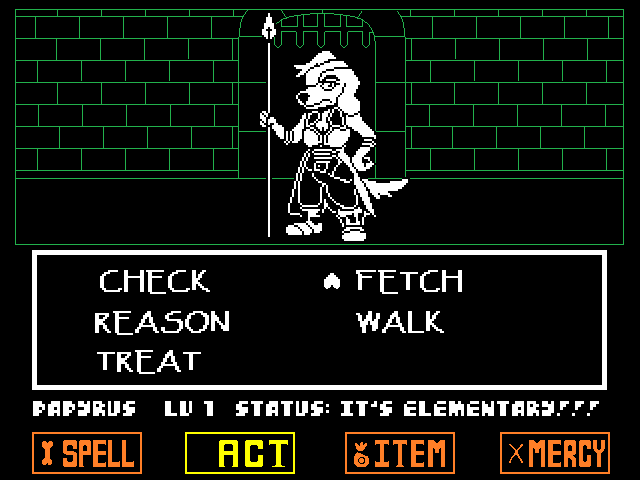 CHECK FETCH
REASON WALK
TREAT
PAPYRUS LV 1 STATUS: IT'S ELEMENTARY!!!
SPELL ACT ITEM MERCY